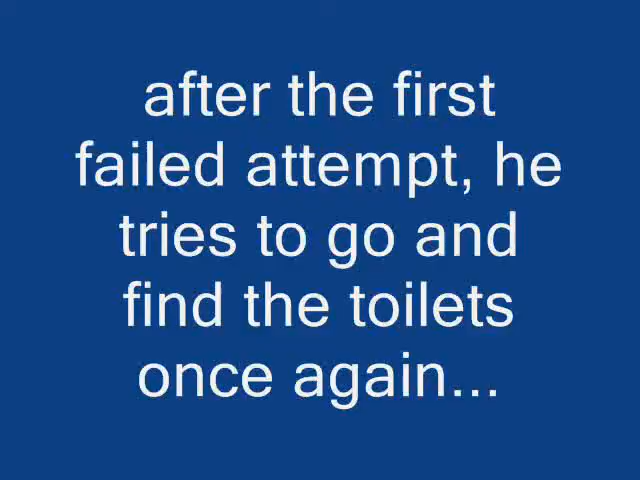 after the first
failed attempt, he
tries to go and
find the toilets
once again...